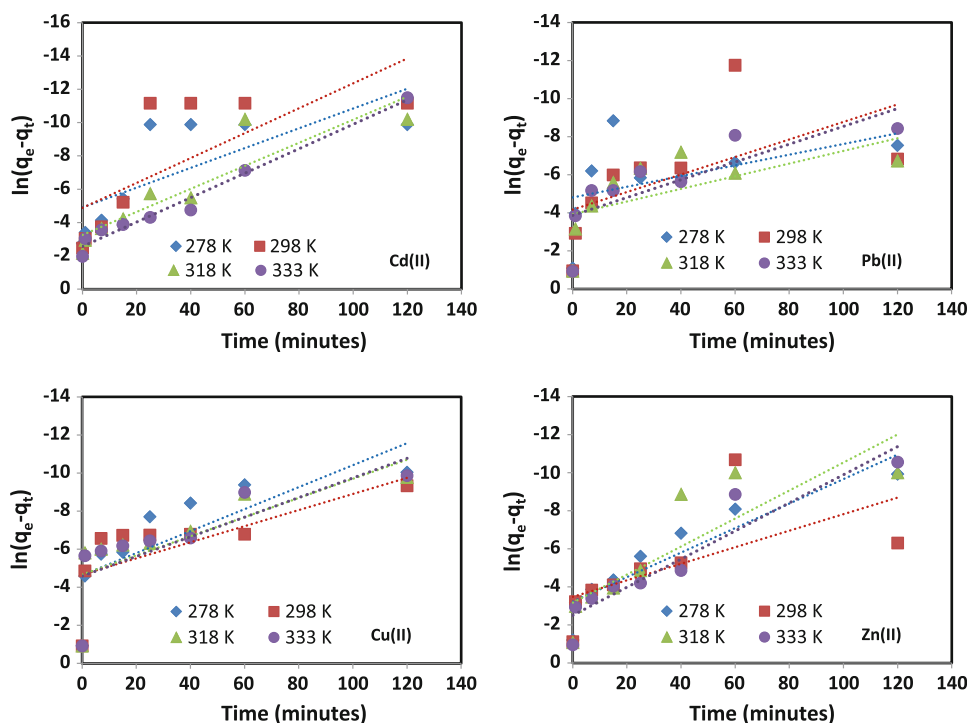 ln(qe-qt)
-16
-14
-12
-10
-8
-6
-4
-2
0
278 K 298 K
318 K 333 K
Cd(II)
0 20 40 60 80 100 120 140
Time (minutes)
ln(qe-qt)
-14
-12
-10
-8
-6
-4
-2
0
278 K 298 K
318 K 333 K
Pb(II)
0 20 40 60 80 100 120 140
Time (minutes)
ln(qe-qt)
-14
-12
-10
-8
-6
-4
-2
0
278 K 298 K
318 K 333 K
Cu(II)
0 20 40 60 80 100 120 140
Time (minutes)
ln(qe-qt)
-14
-12
-10
-8
-6
-4
-2
0
278 K 298 K
318 K 333 K
Zn(II)
0 20 40 60 80 100 120 140
Time (minutes)